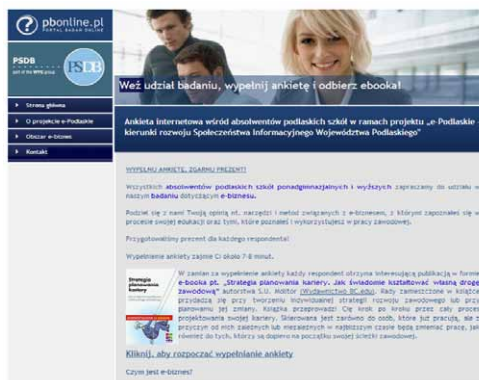 pbonline.pl
PORTAL BADAŃ ONLINE
PSDB
part of the WYG group
PSDB
Weź udział badaniu, wypełnij ankietę i odbierz ebooka!
Strona główna
O projekcie e-Podlaskie
Obszar e-biznes
Kontakt
Ankieta internetowa wśród absolwentów podlaskich szkół w ramach projektu „e-Podlaskie -
kierunki rozwoju Społeczeństwa Informacyjnego Województwa Podlaskiego"
WYPEŁNIJ ANKIETĘ, ZGARNIJ PREZENT!
Wszystkich absolwentów podlaskich szkół ponadgimnazjalnych i wyższych zapraszamy do udziału w
naszym badaniu dotyczącym e-biznesu.
Podziel się z nami Twoją opinią nt. narzędzi i metod związanych z e-biznesem, z którymi zapoznałeś się w
procesie swojej edukacji oraz tym, które poznałeś i wykorzystujesz w pracy zawodowej.
Przygotowaliśmy prezent dla każdego respondenta!
Wypełnienie ankiety zajmie Ci około 7-8 minut.
Strategia
planowania
kariery
W zamian za wypełnienie ankiety każdy respondent otrzyma interesującą publikację w formie
e-booka pt. „Strategia planowania kariery. Jak świadomie kształtować własną drogę
zawodową" autorstwa S.U. Molitor (Wydawnictwo BC.edu). Rady zamieszczone w książce
przydadzą się przy tworzeniu indywidualnej strategii rozwoju zawodowego lub przy
planowaniu jej zmiany. Książka przeprowadzi Cię krok po kroku przez cały proces
projektowania swojej kariery. Skierowana jest zarówno do osób, które już pracują, ale z
przyczyn od nich zależnych lub niezależnych w najbliższym czasie będą zmieniać pracę, jak
również do tych, którzy są dopiero na początku swojej ścieżki zawodowej.
Kliknij, aby rozpocząć wypełnianie ankiety
Czym jest e-biznes?